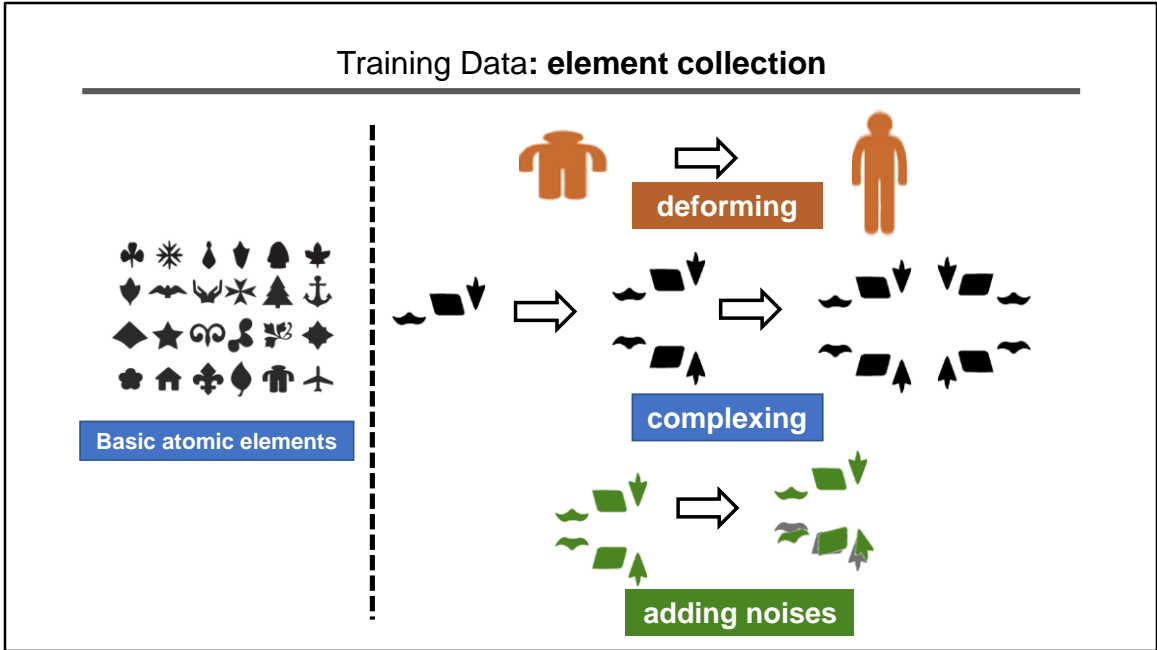 Training Data: element collection
deforming
Basic atomic elements
complexing
adding noises